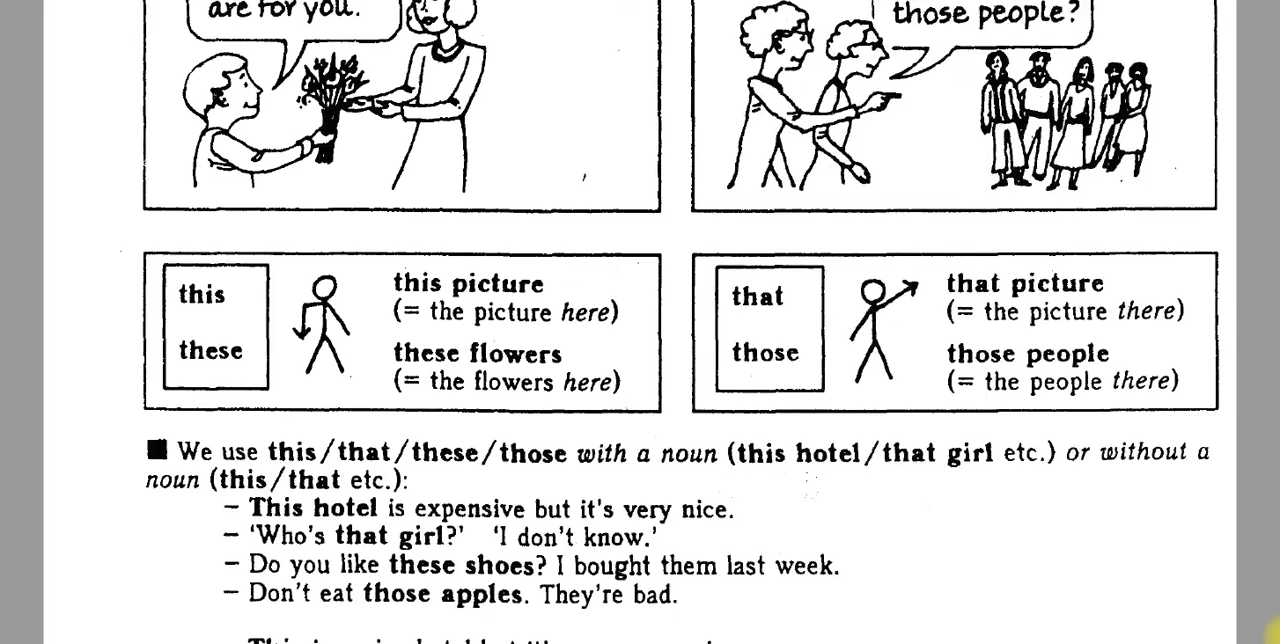 are for you.
those people?
this
these
this picture
(= the picture here)
these flowers
(= the flowers here)
that
those
that picture
(= the picture there)
those people
(= the people there)
■ We use this/that/these/those with a noun (this hotel/that girl etc.) or without a
noun (this/that etc.):
– This hotel is expensive but it's very nice.
– ‘Who's that girl?’ ‘I don't know.’
– Do you like these shoes? I bought them last week.
– Don't eat those apples. They're bad.